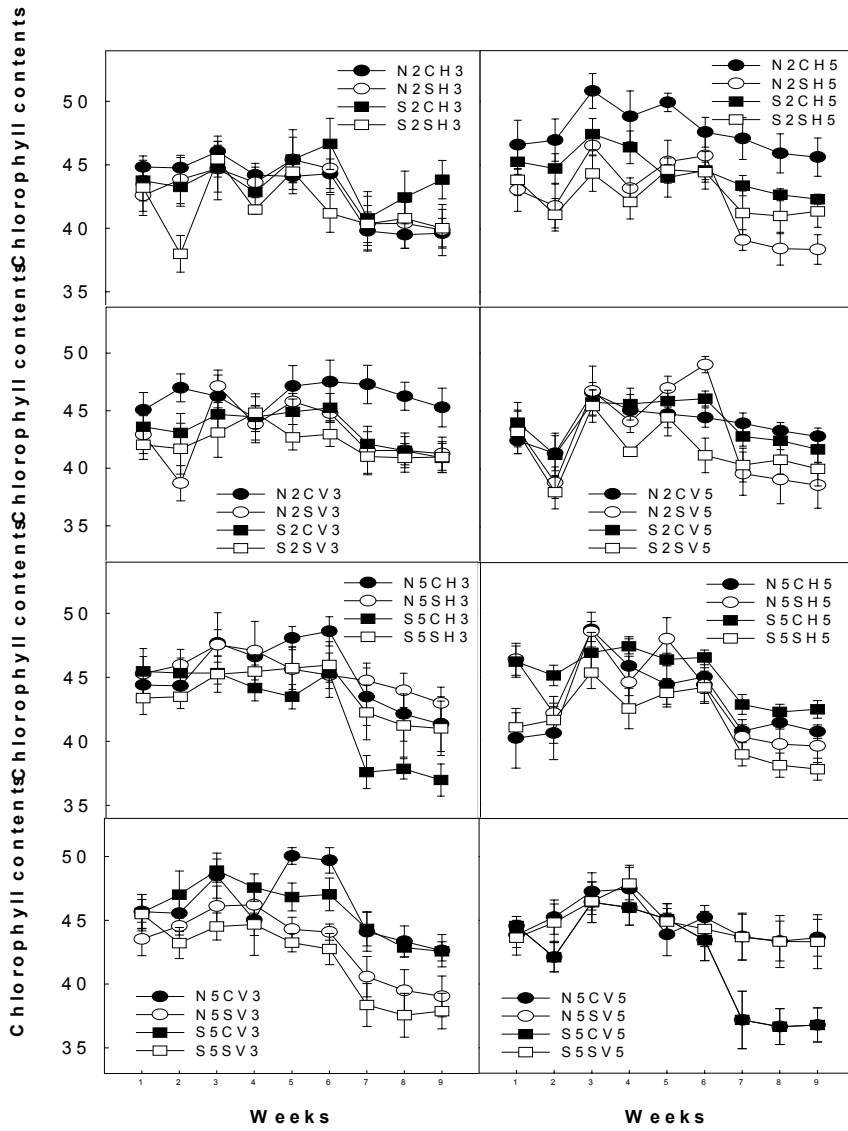 Chlorophyll contents
50
45
40
35
N2CH3
N2SH3
S2CH3
S2SH3
N2CH5
N2SH5
S2CH5
S2SH5
Chlorophyll contents
50
45
40
35
N2CV3
N2SV3
S2CV3
S2SV3
N2CV5
N2SV5
S2CV5
S2SV5
Chlorophyll contents
50
45
40
35
N5CH3
N5SH3
S5CH3
S5SH3
N5CH5
N5SH5
S5CH5
S5SH5
Chlorophyll contents
50
45
40
35
N5CV3
N5SV3
S5CV3
S5SV3
N5CV5
N5SV5
S5CV5
S5SV5
1 2 3 4 5 6 7 8 9
1 2 3 4 5 6 7 8 9
Weeks
Weeks